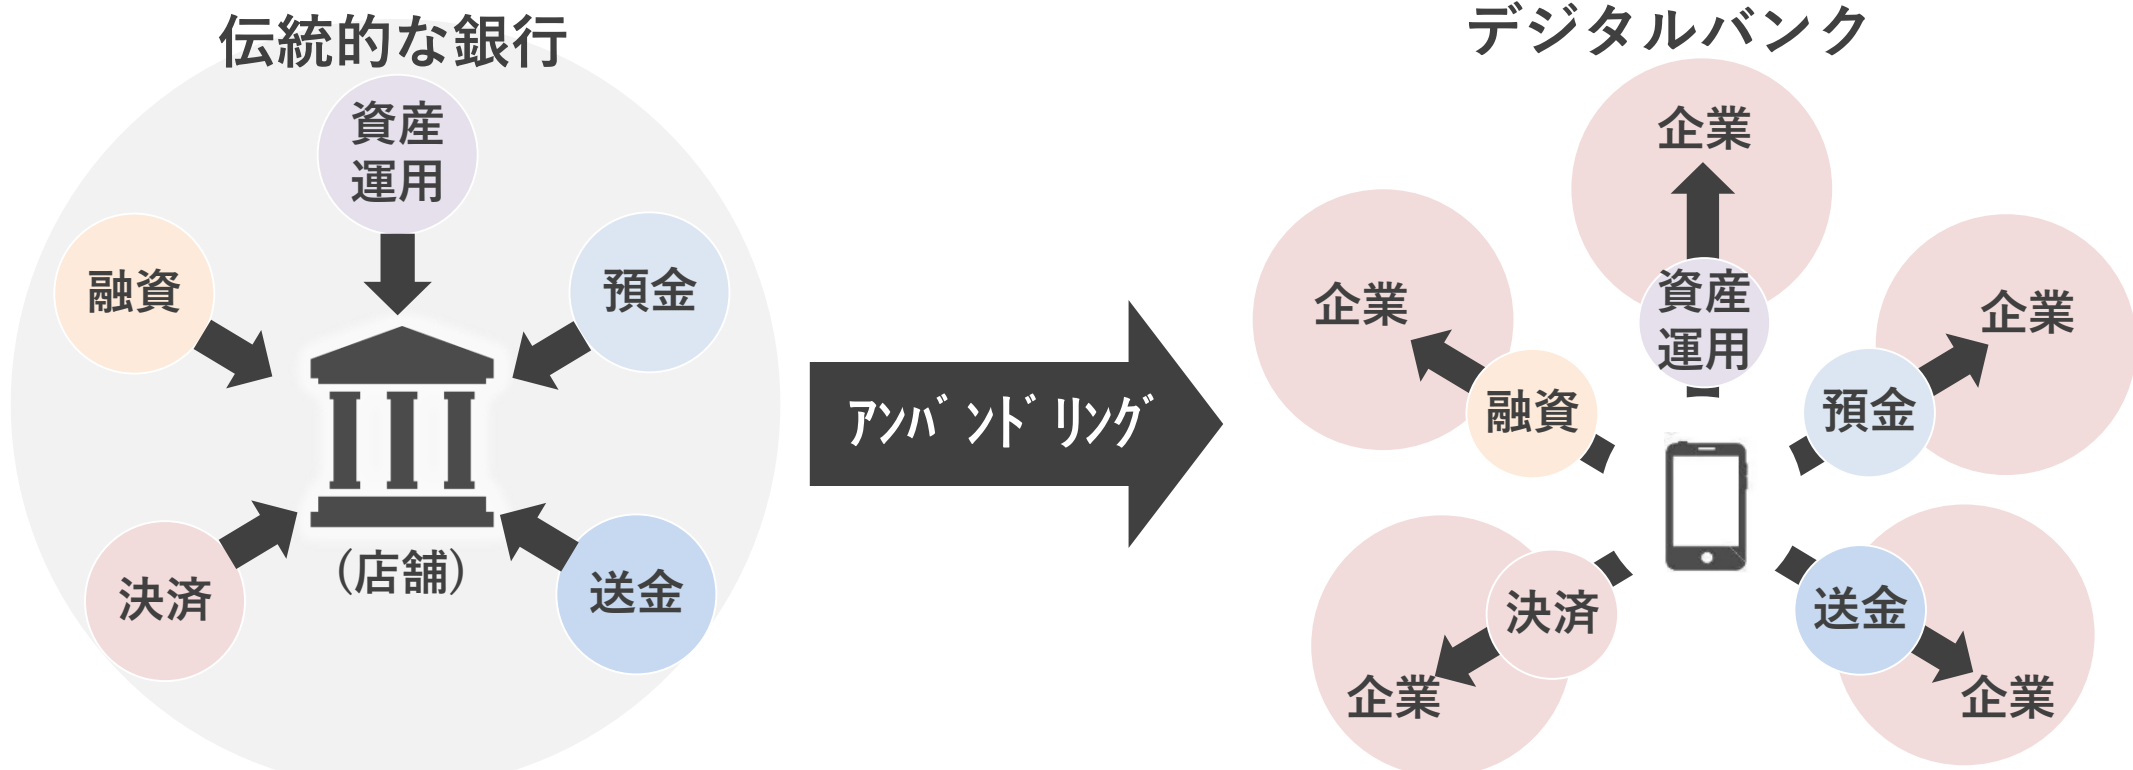 伝統的な銀行
資産
運用
融資
預金
(店舗)
決済
送金
ｱﾝﾊﾞﾝﾄﾞﾘﾝｸﾞ
デジタルバンク
企業
企業
企業
資産
運用
融資
預金
決済
送金
企業
企業